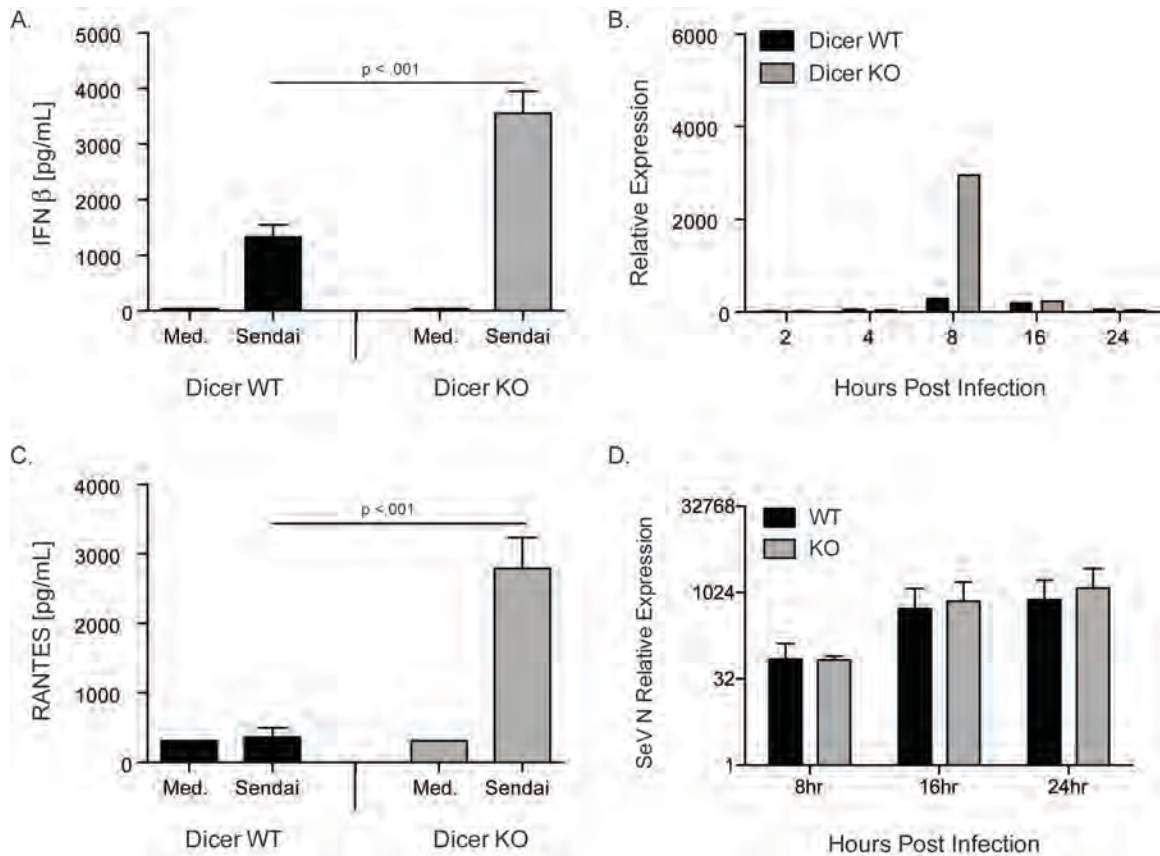 A.
5000
4000
3000
2000
1000
0
IFN β [pg/mL]
p < .001
Med. Sendai Med. Sendai
Dicer WT Dicer KO
B.
6000
4000
2000
0
Relative Expression
Dicer WT
Dicer KO
2 4 8 16 24
Hours Post Infection
C.
4000
3000
2000
1000
0
RANTES [pg/mL]
p <.001
Med. Sendai Med. Sendai
Dicer WT Dicer KO
D.
32768
1024
32
1
SeV N Relative Expression
WT
KO
8hr 16hr 24hr
Hours Post Infection